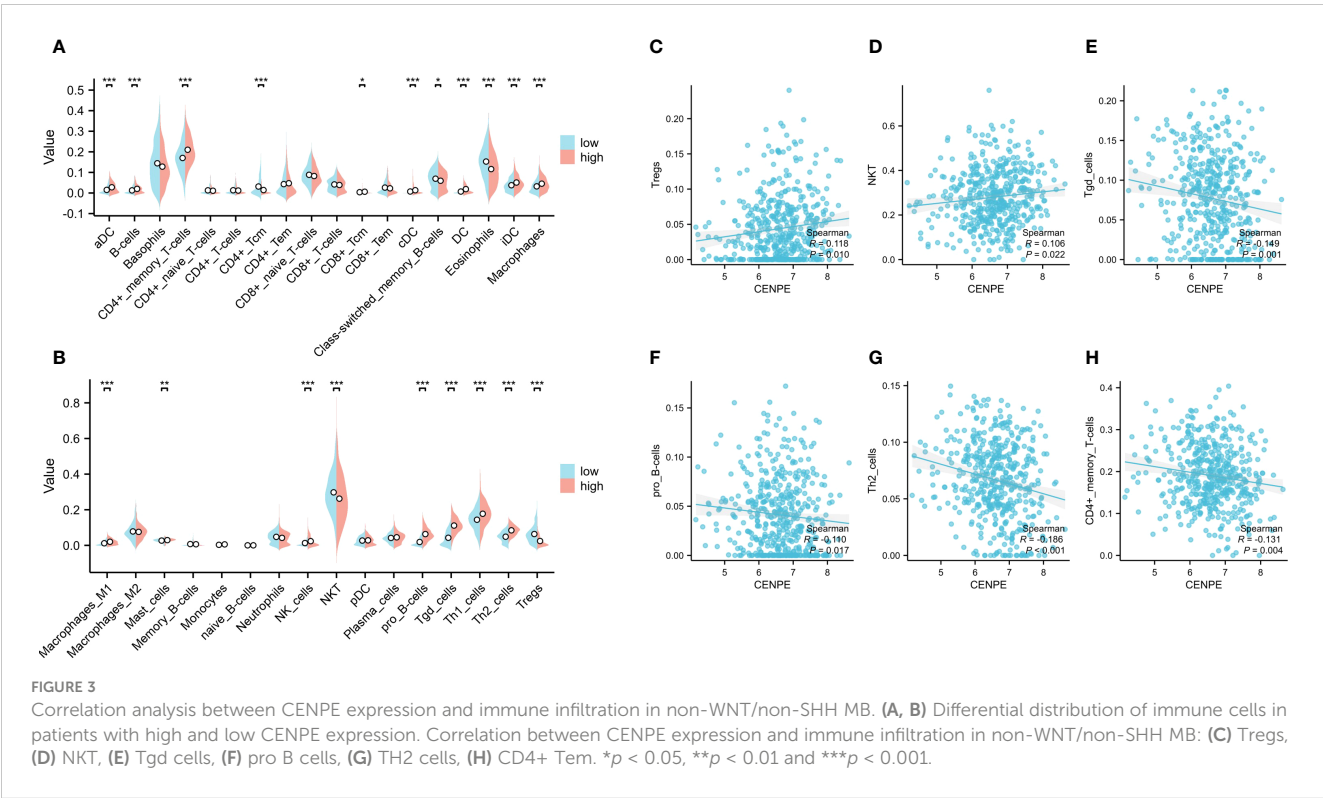 A
*** *** *** *** * *** * *** *** *** ***
0.5
0.4
0.3
0.2
0.1
0.0
-0.1
Value
low
high
aDC
B-cells
Basophils
CD4+_memory_T-cells
CD4+_naive_T-cells
CD4+_T-cells
CD4+_Tcm
CD4+_Tem
CD8+_naive_T-cells
CD8+_T-cells
CD8+_Tcm
CD8+_Tem
cDC
Class-switched_memory_B-cells
DC
Eosinophils
iDC
Macrophages
B
*** ** *** *** *** *** *** *** ***
0.8
0.6
0.4
0.2
0.0
Value
low
high
Macrophages_M1
Macrophages_M2
Mast_cells
Memory_B-cells
Monocytes
naive_B-cells
Neutrophils
NK_cells
NKT
pDC
Plasma_cells
pro_B-cells
Tgd_cells
Th1_cells
Th2_cells
Tregs
C
0.20
0.15
0.10
0.05
0.00
Tregs
Spearman
R = 0.118
P = 0.010
5 6 7 8
CENPE
D
0.6
0.4
0.2
0.0
NKT
Spearman
R = 0.106
P = 0.022
5 6 7 8
CENPE
E
0.20
0.15
0.10
0.05
0.00
Tgd_cells
Spearman
R = -0.149
P = 0.001
5 6 7 8
CENPE
F
0.15
0.10
0.05
0.00
pro_B-cells
Spearman
R = -0.110
P = 0.017
5 6 7 8
CENPE
G
0.15
0.10
0.05
0.00
Th2_cells
Spearman
R = -0.186
P < 0.001
5 6 7 8
CENPE
H
0.4
0.3
0.2
0.1
0.0
CD4+_memory_T-cells
Spearman
R = -0.131
P = 0.004
5 6 7 8
CENPE
FIGURE 3
Correlation analysis between CENPE expression and immune infiltration in non-WNT/non-SHH MB. (A, B) Differential distribution of immune cells in
patients with high and low CENPE expression. Correlation between CENPE expression and immune infiltration in non-WNT/non-SHH MB: (C) Tregs,
(D) NKT, (E) Tgd cells, (F) pro B cells, (G) TH2 cells, (H) CD4+ Tem. *p < 0.05, **p < 0.01 and ***p < 0.001.